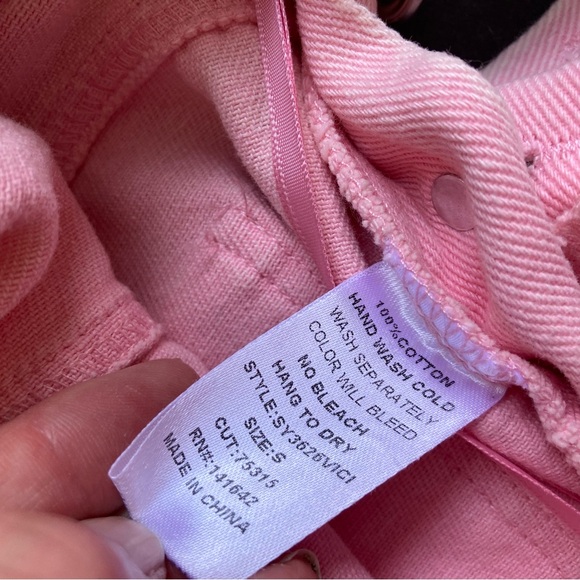 100%COTTON
HAND WASH COLD
WASH SEPARATELY
COLOR WILL BLEED
NO BLEACH
HANG TO DRY
STYLE:SY3626VICI
SIZE:S
CUT:75315
RN#:141642
MADE IN CHINA